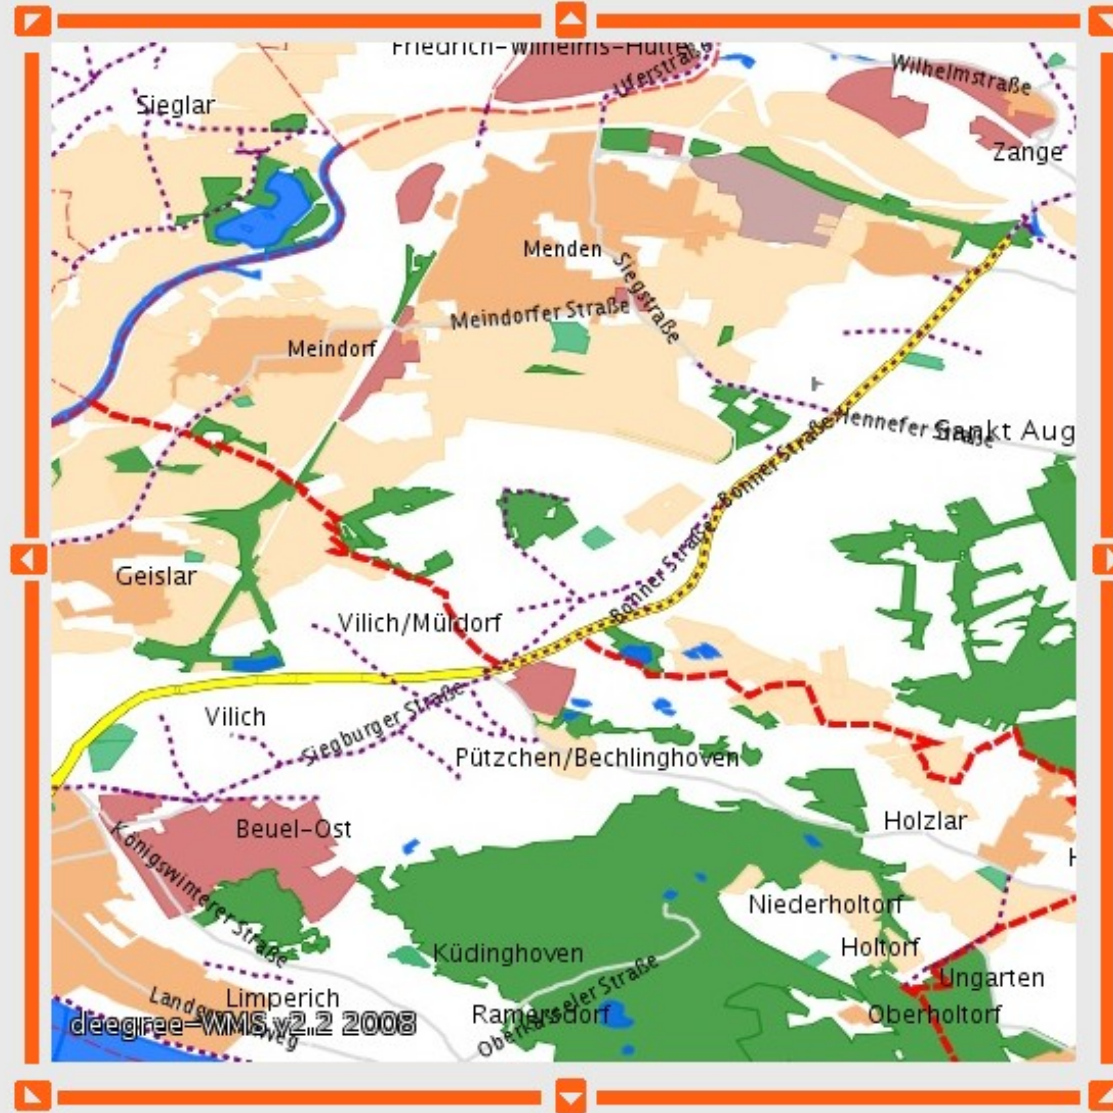 Friedrich-Wilhelms-Hütte
Uferstraße
Wilhelmstraße
Sieglar
Zange
Menden
Siegstraße
Meindorfer Straße
Meindorf
Hennefer Straße
Sankt Aug
Bonner Straße
Bonner Straße
Geislar
Vilich/Müldorf
Siegburger Straße
Vilich
Pützchen/Bechlinghoven
Holzlar
Beuel-Ost
Königswinterer Straße
H
Niederholtorf
Holtorf
Küdinghoven
Ungarten
Limperich
Ramersdorf
Oberkasseler Straße
Oberholtorf
deegree-WMS v2.2 2008